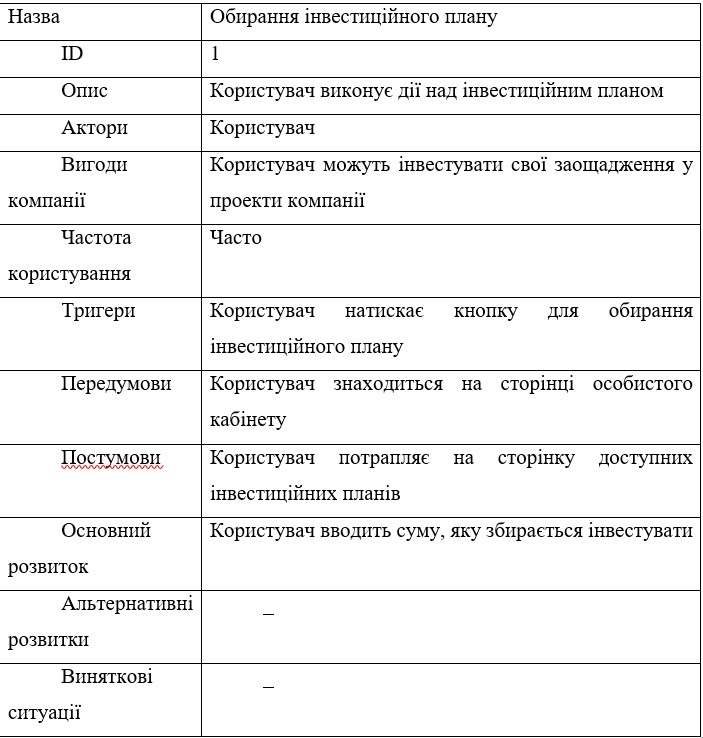 Назва Обирання інвестиційного плану
ID 1
Опис Користувач виконує дії над інвестиційним планом
Актори Користувач
Вигоди Користувач можуть інвестувати свої заощадження у
компанії проекти компанії
Частота Часто
користування
Тригери Користувач натискає кнопку для обирання
інвестиційного плану
Передумови Користувач знаходиться на сторінці особистого
кабінету
Постумови Користувач потрапляє на сторінку доступних
інвестиційних планів
Основний Користувач вводить суму, яку збирається інвестувати
розвиток
Альтернативні –
розвитки
Виняткові –
ситуації